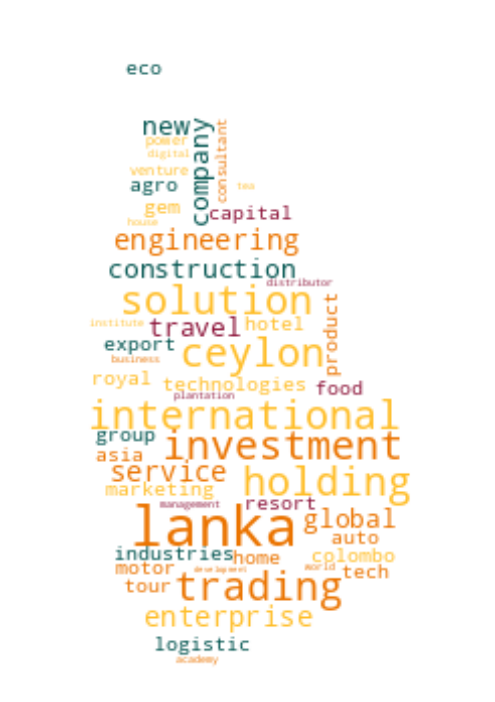 eco
new
company
consultant
power
digital
venture
agro
tea
gem
capital
house
engineering
construction
distributor
solution
product
institute
travel
hotel
export
ceylon
business
royal
technologies
food
plantation
international
group
investment
asia
service
holding
marketing
management
resort
lanka
global
auto
industries
home
colombo
motor
development
world
tech
tour
trading
enterprise
logistic
academy